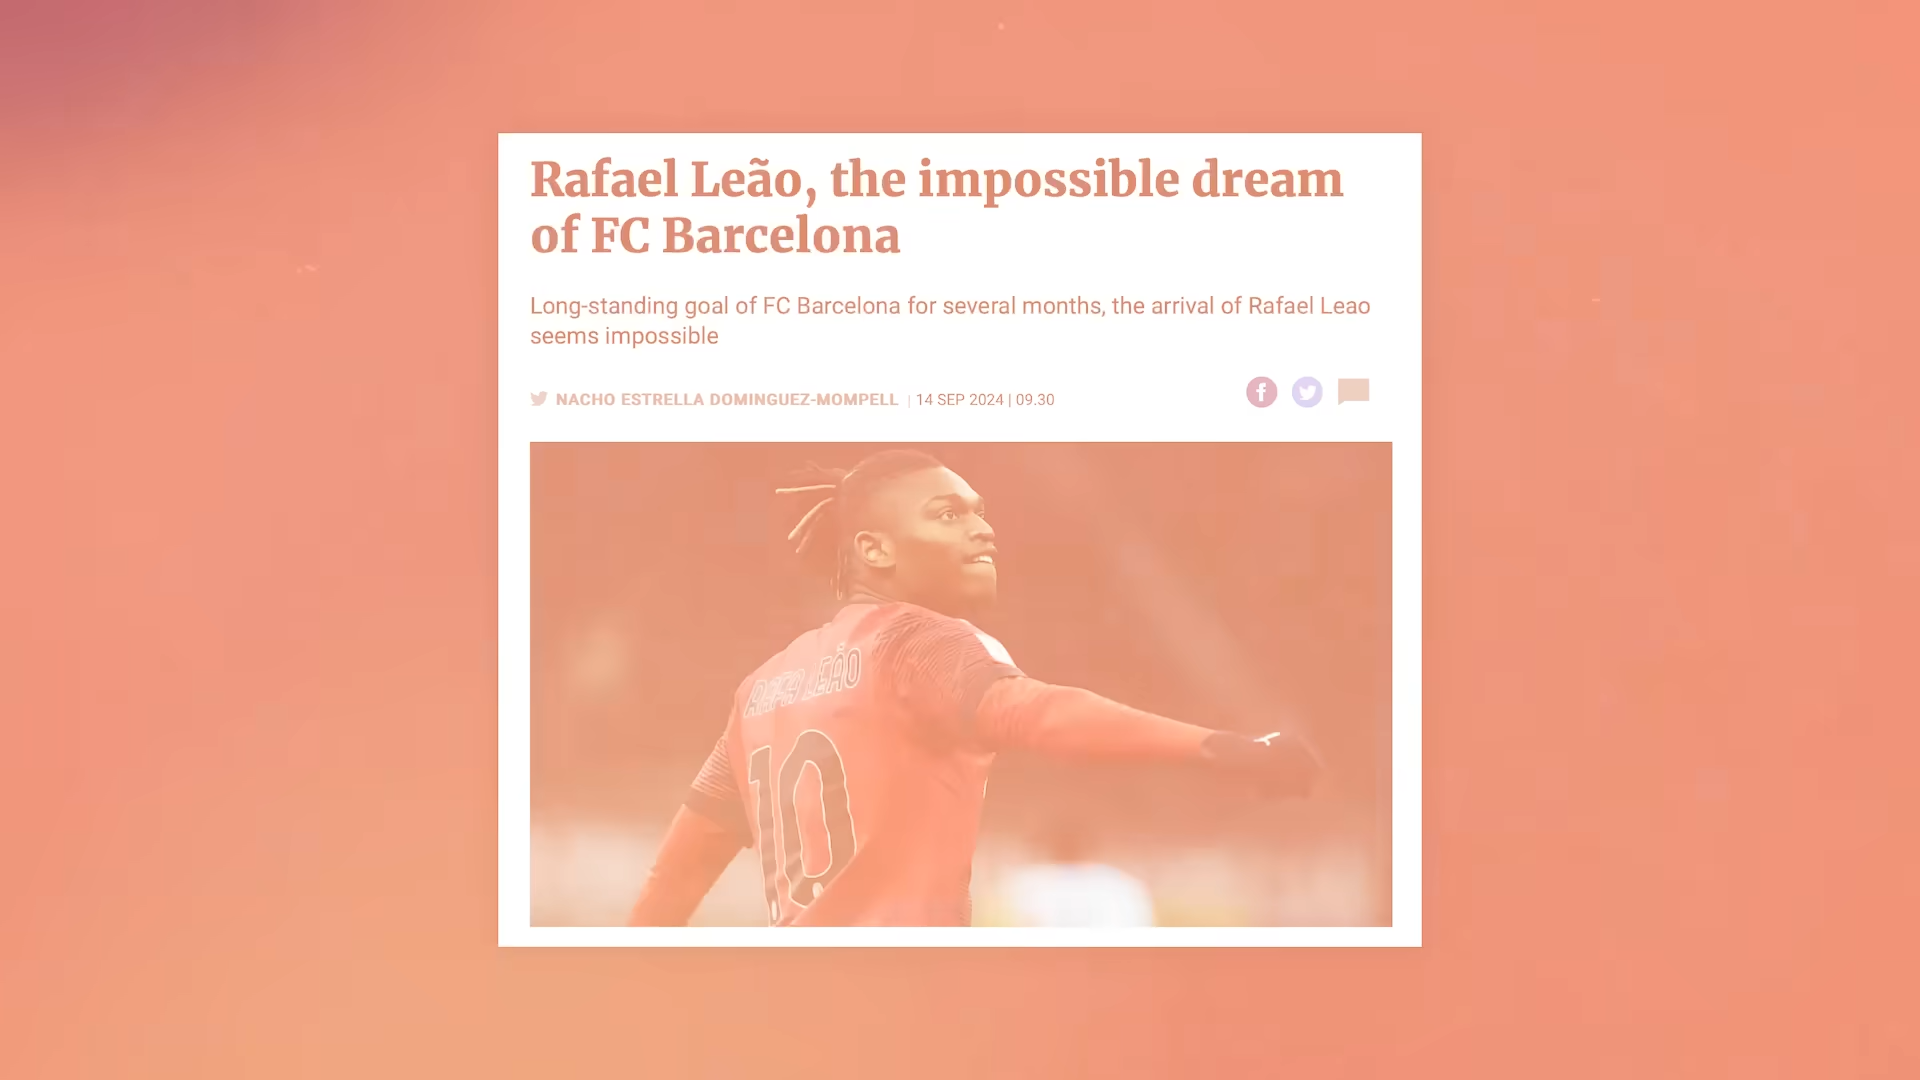 Rafael Leão, the impossible dream
of FC Barcelona
Long-standing goal of FC Barcelona for several months, the arrival of Rafael Leao
seems impossible
NACHO ESTRELLA DOMINGUEZ-MOMPELL | 14 SEP 2024 | 09.30
RAFA LEÃO
10